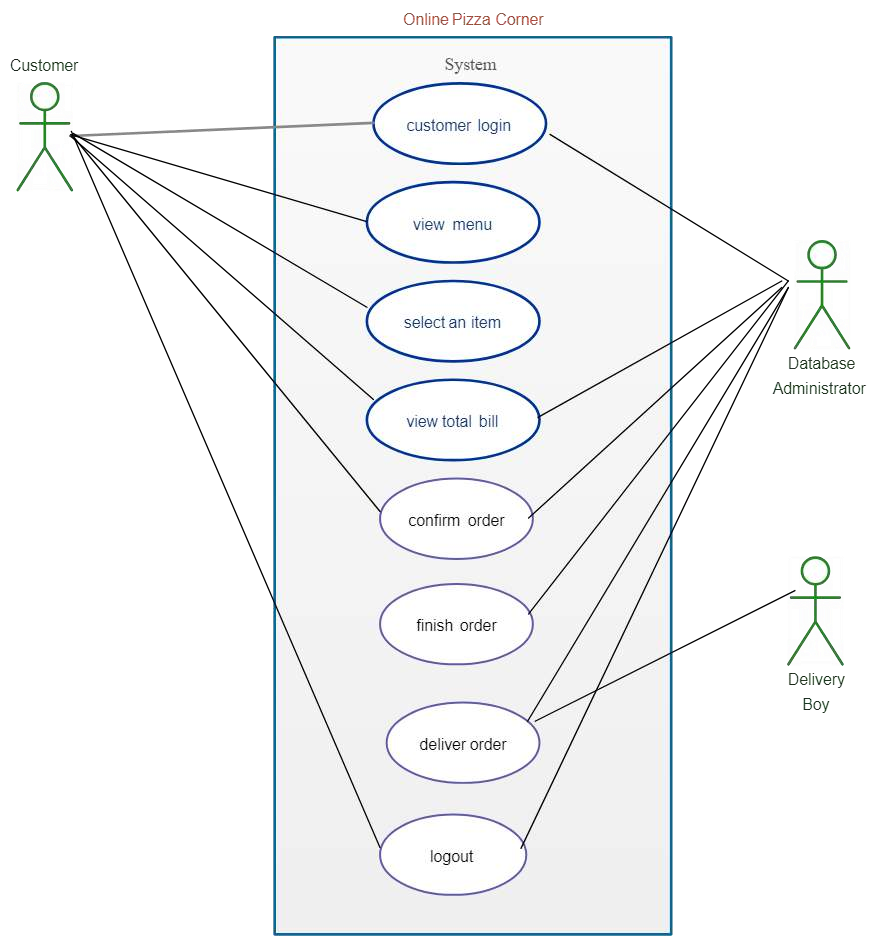 Online Pizza Corner
Customer
System
customer login
view menu
select an item
view total bill
confirm order
finish order
deliver order
logout
Database
Administrator
Delivery
Boy